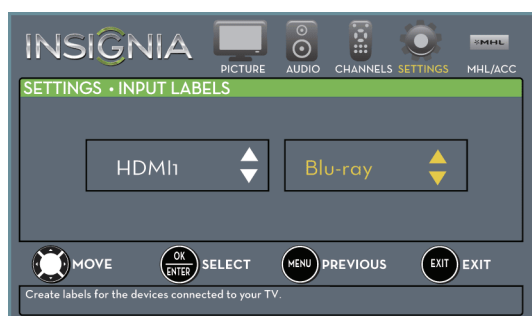 INSIGNIA
PICTURE AUDIO CHANNELS SETTINGS MHL MHL/ACC
SETTINGS • INPUT LABELS
HDMI1 Blu-ray
MOVE OK ENTER SELECT MENU PREVIOUS EXIT EXIT
Create labels for the devices connected to your TV.